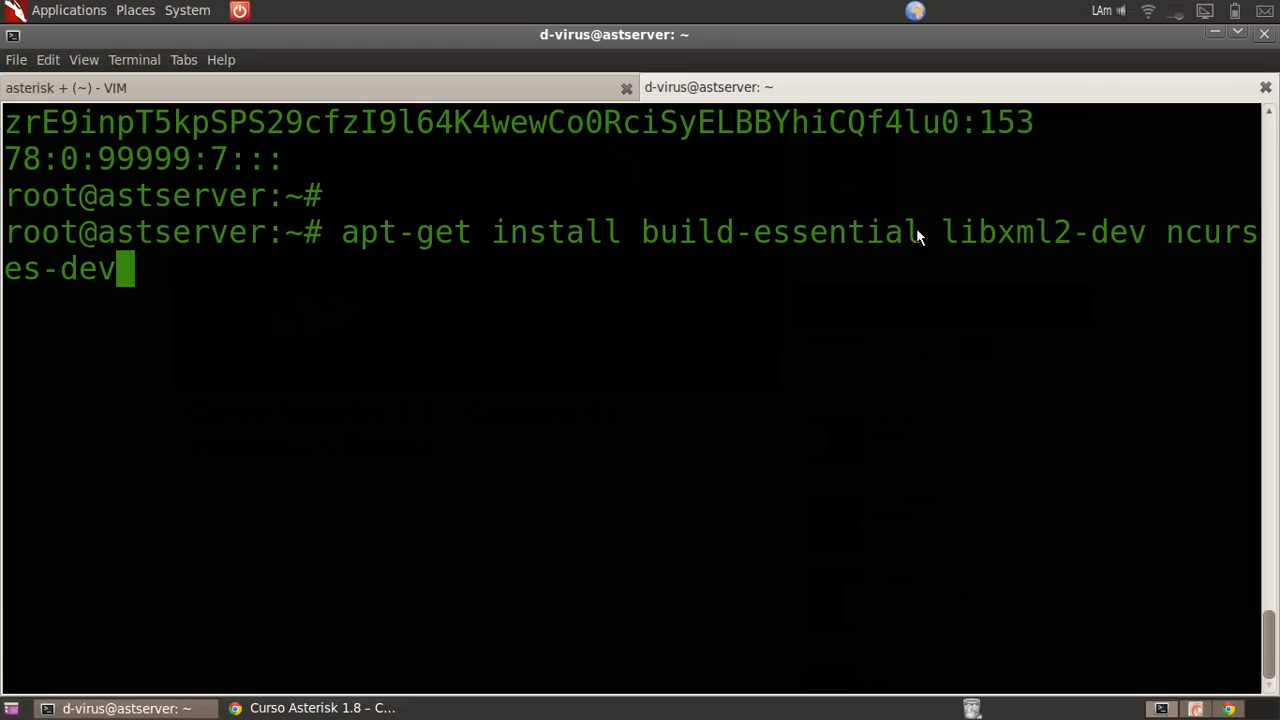 Applications Places System LAm
d-virus@astserver: ~
File Edit View Terminal Tabs Help
asterisk + (~) - VIM
d-virus@astserver: ~
zrE9inpT5kpSPS29cfzI9l64K4wewCo0RciSyELBBYhiCQf4lu0:153
78:0:99999:7:::
root@astserver:~#
root@astserver:~# apt-get install build-essential libxml2-dev ncurs
es-dev
d-virus@astserver: ~
Curso Asterisk 1.8 – C...